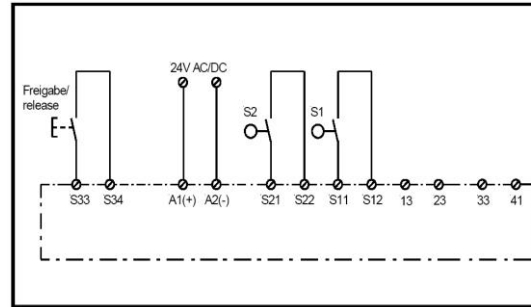 24V AC/DC
Freigabe/
release
S2
S1
S33 S34 A1(+) A2(-) S21 S22 S11 S12 13 23 33 41